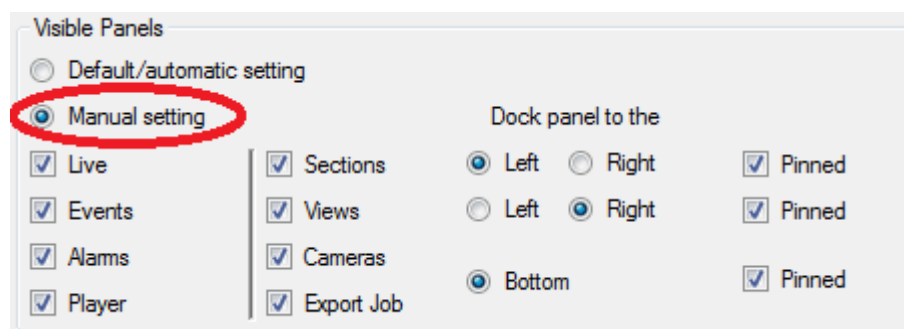 Visible Panels
Default/automatic setting
Manual setting Dock panel to the
Live Sections Left Right Pinned
Events Views Left Right Pinned
Alarms Cameras
Bottom Pinned
Player Export Job